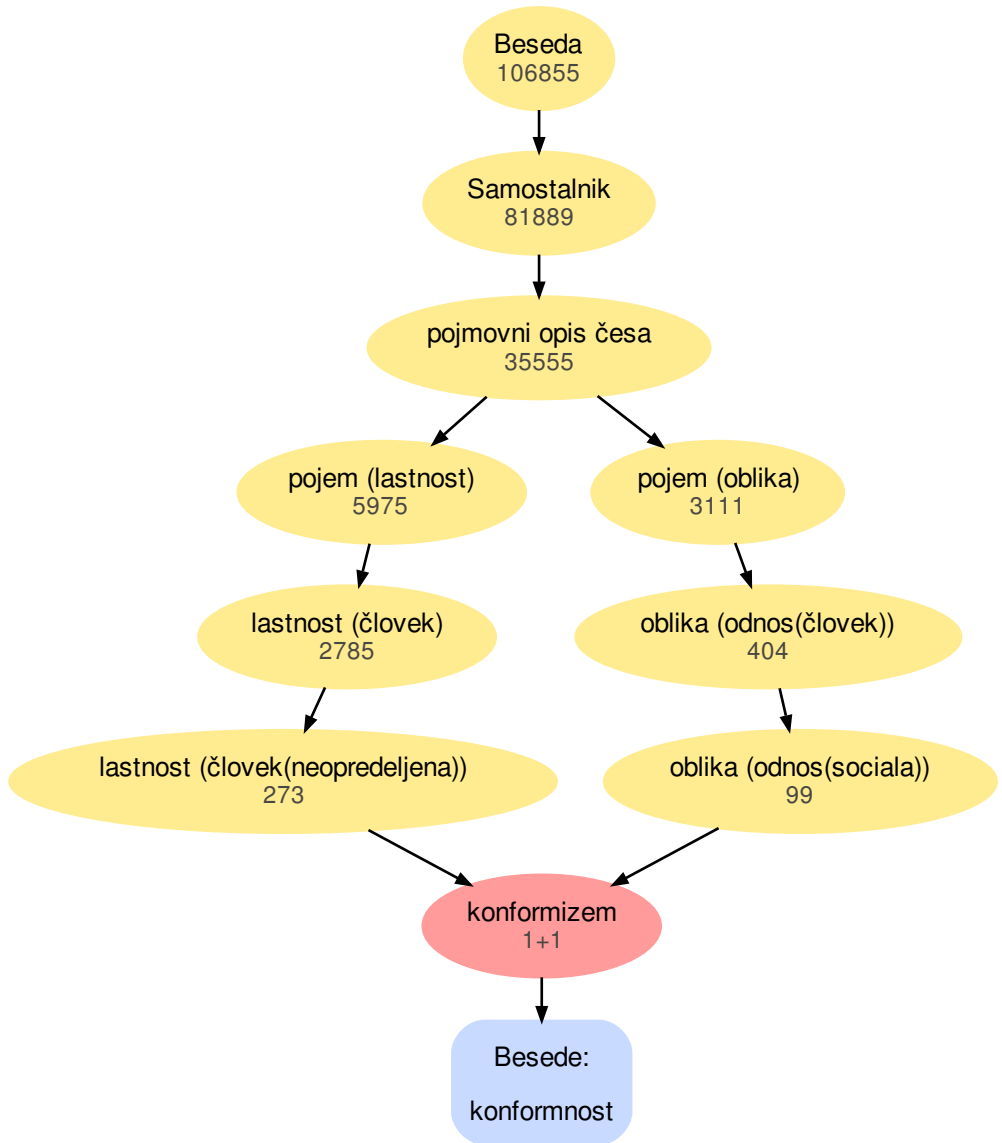 Beseda
106855
Samostalnik
81889
pojmovni opis česa
35555
pojem (lastnost)
5975
pojem (oblika)
3111
lastnost (človek)
2785
oblika (odnos(človek))
404
lastnost (človek(neopredeljena))
273
oblika (odnos(sociala))
99
konformizem
1+1
Besede:
konformnost